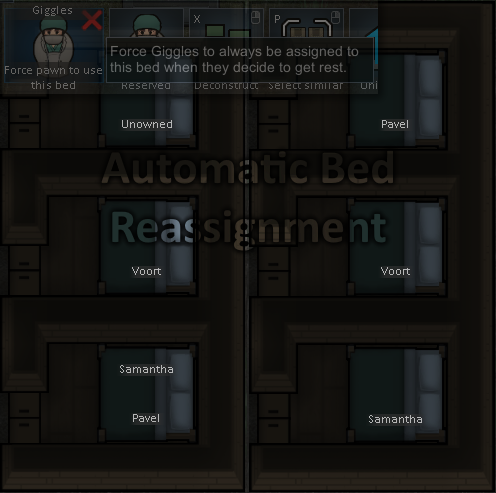 Giggles
X
P
Force pawn to use this bed
Reserved
Deconstruct
Select similar
Uni
Force Giggles to always be assigned to
this bed when they decide to get rest.
Unowned
Pavel
Automatic Bed
Reassignment
Voort
Voort
Samantha
Pavel
Samantha